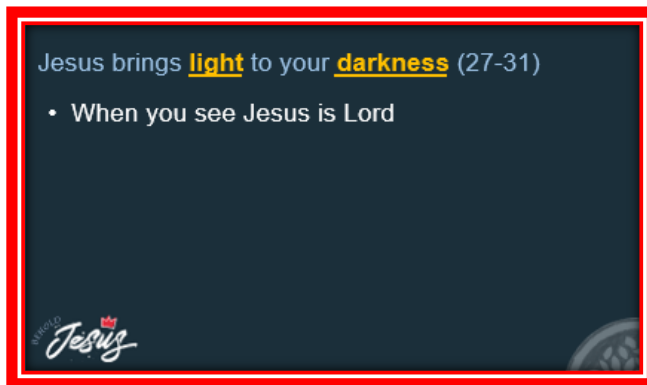 Jesus brings light to your darkness (27-31)
• When you see Jesus is Lord
BEHOLD
Jesus